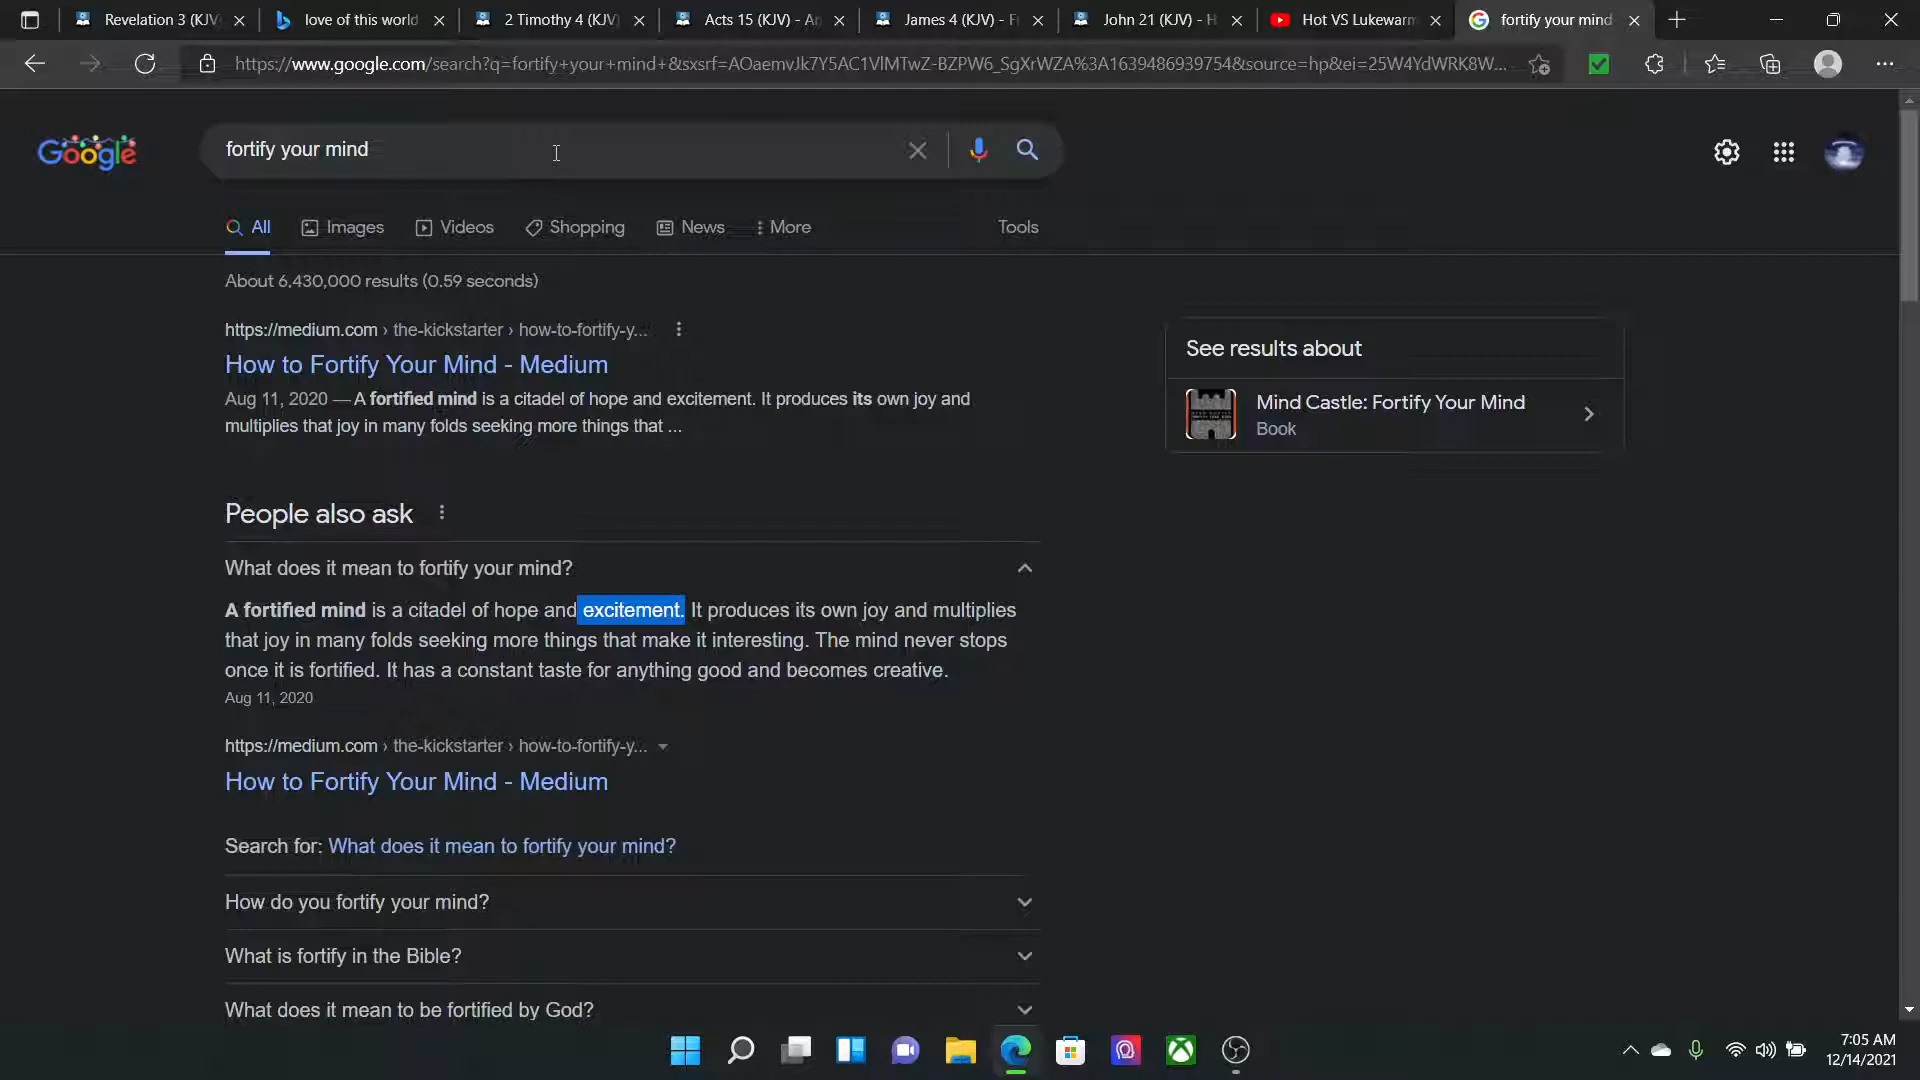 Revelation 3 (KJV)
love of this world
2 Timothy 4 (KJV)
Acts 15 (KJV) - A
James 4 (KJV) - F
John 21 (KJV) - H
Hot VS Lukewarm
fortify your mind
https://www.google.com/search?q=fortify+your+mind+&sxsrf=AOaemvJk7Y5AC1VlMTwZ-BZPW6_SgXrWZA%3A1639486939754&source=hp&ei=25W4YdWRK8W...
Google
fortify your mind
All
Images
Videos
Shopping
News
More
Tools
About 6,430,000 results (0.59 seconds)
https://medium.com › the-kickstarter › how-to-fortify-y...
How to Fortify Your Mind - Medium
Aug 11, 2020 — A fortified mind is a citadel of hope and excitement. It produces its own joy and
multiplies that joy in many folds seeking more things that ...
See results about
Mind Castle: Fortify Your Mind
Book
People also ask
What does it mean to fortify your mind?
A fortified mind is a citadel of hope and excitement. It produces its own joy and multiplies
that joy in many folds seeking more things that make it interesting. The mind never stops
once it is fortified. It has a constant taste for anything good and becomes creative.
Aug 11, 2020
https://medium.com › the-kickstarter › how-to-fortify-y...
How to Fortify Your Mind - Medium
Search for: What does it mean to fortify your mind?
How do you fortify your mind?
What is fortify in the Bible?
What does it mean to be fortified by God?
7:05 AM
12/14/2021